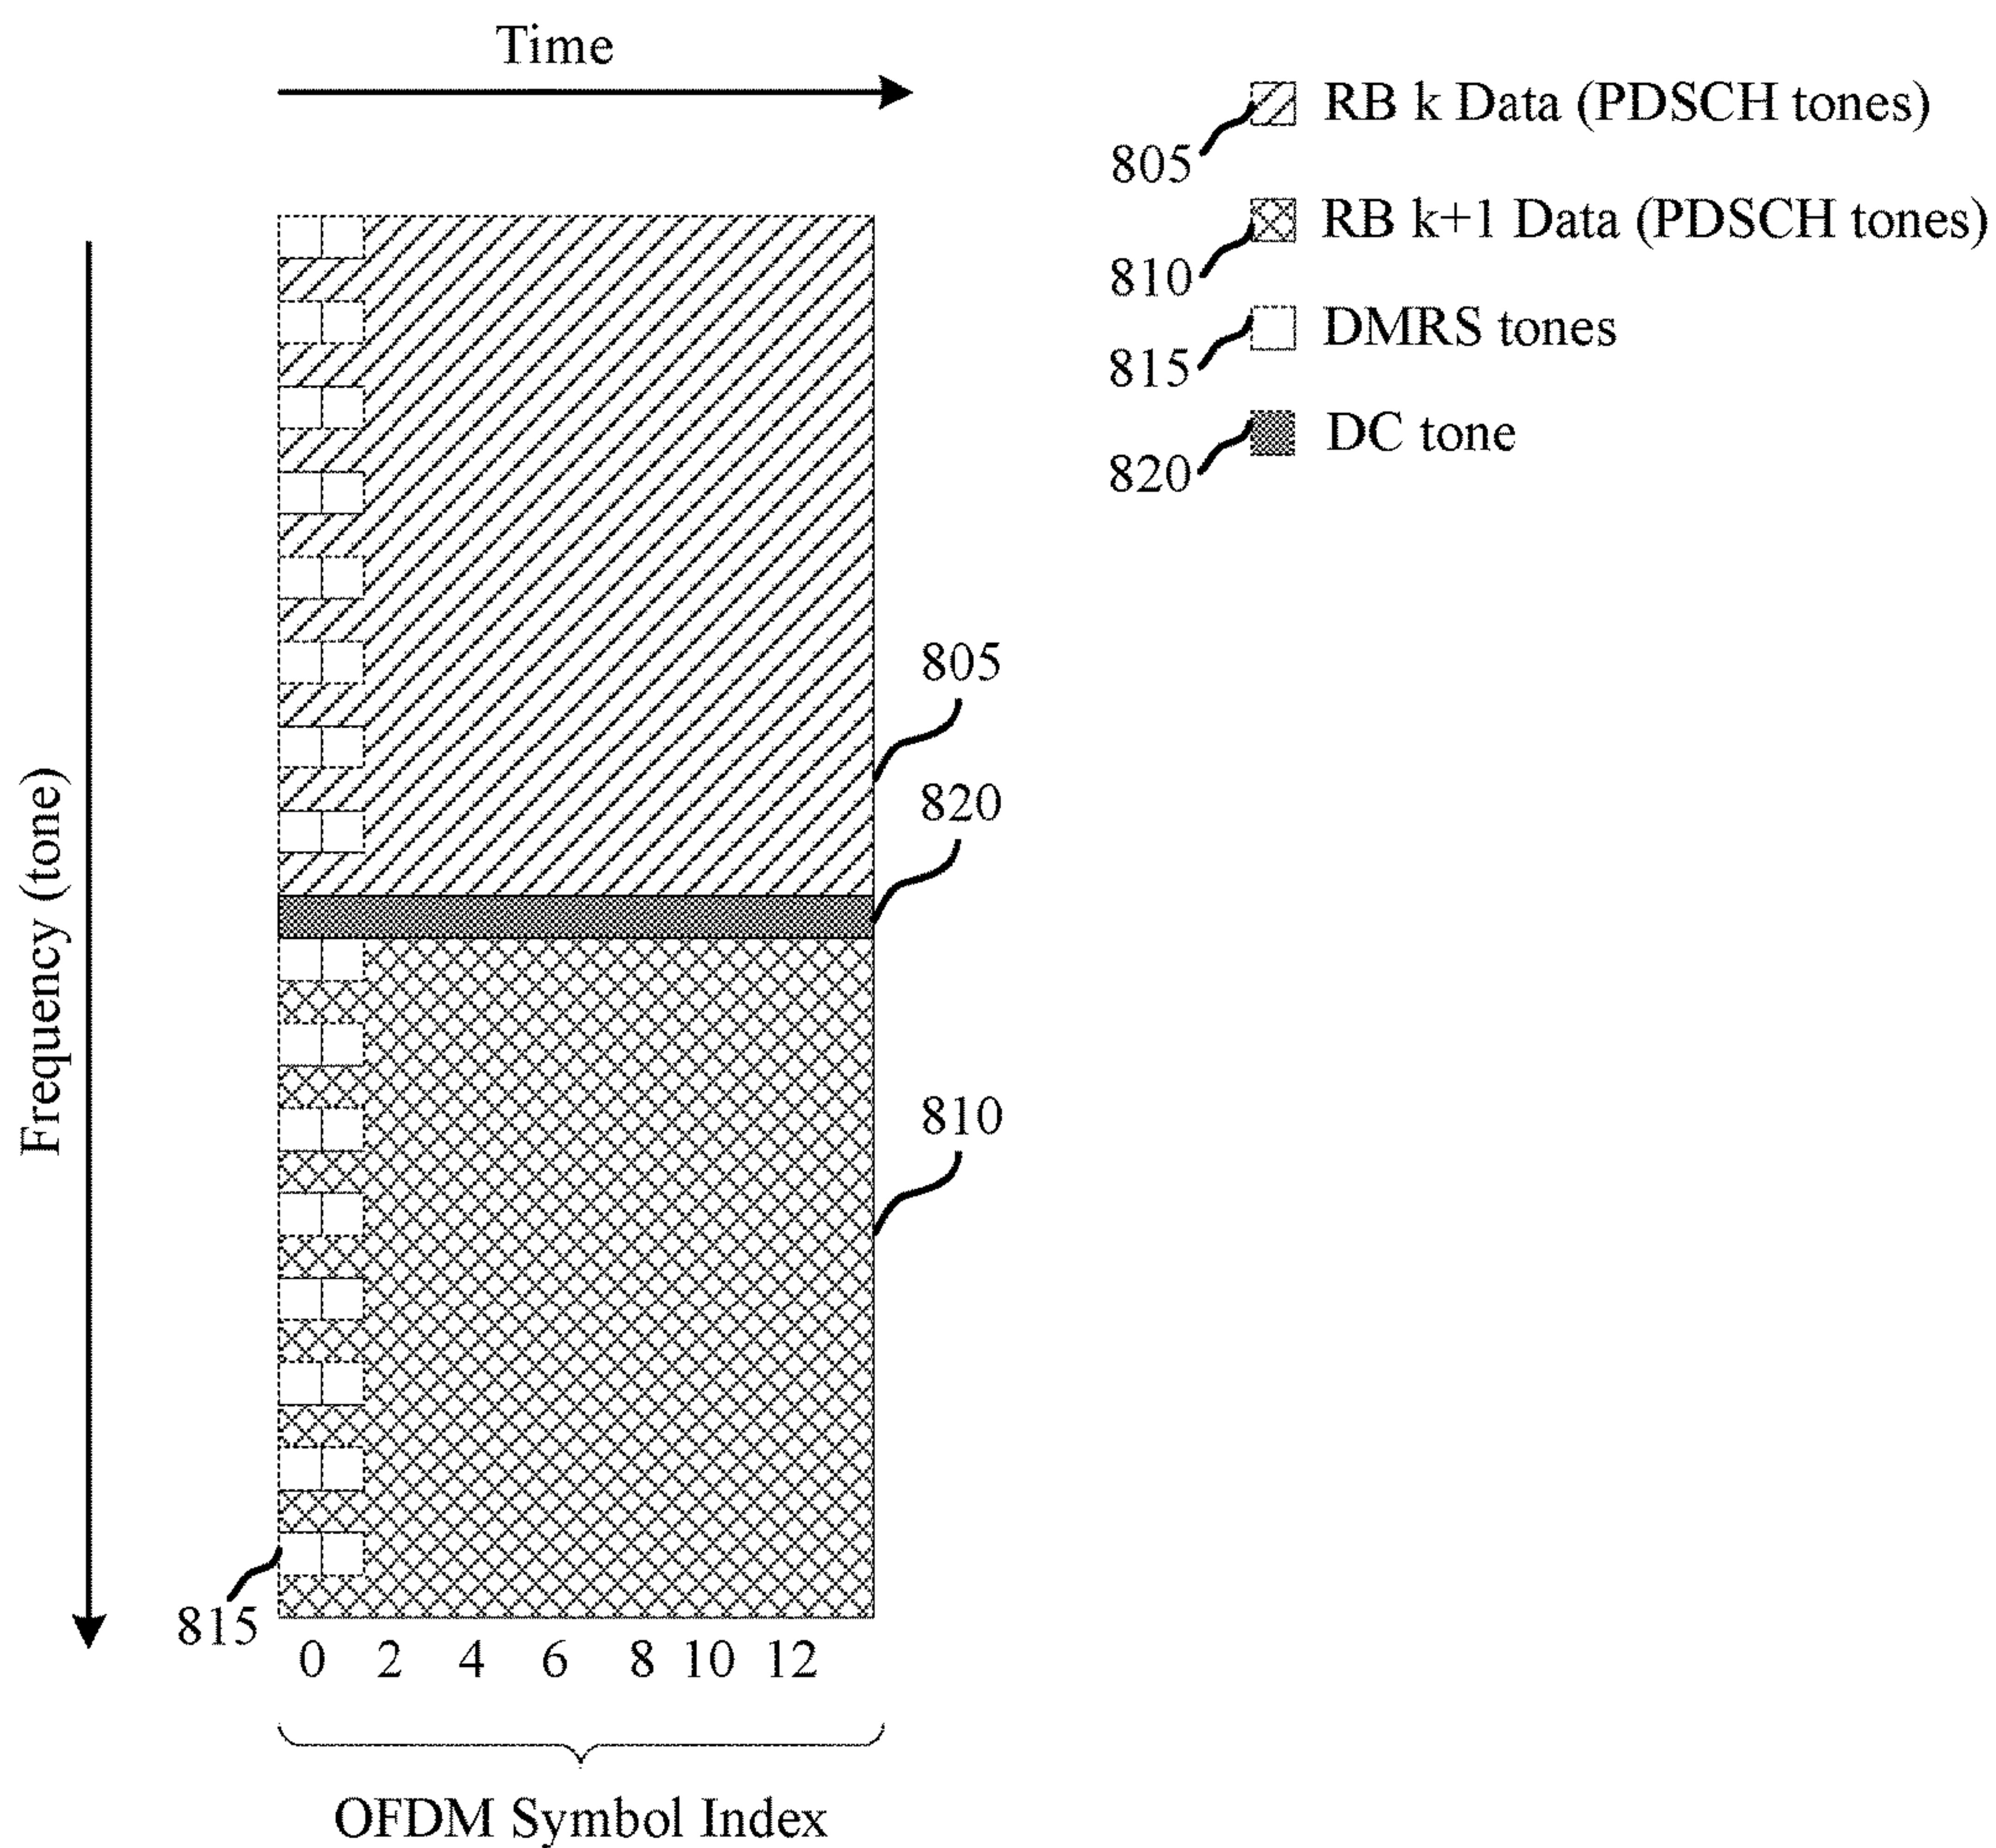 Time
RB k Data (PDSCH tones)
805
RB k+1 Data (PDSCH tones)
810
DMRS tones
815
DC tone
820
Frequency (tone)
805
820
810
815
0 2 4 6 8 10 12
OFDM Symbol Index